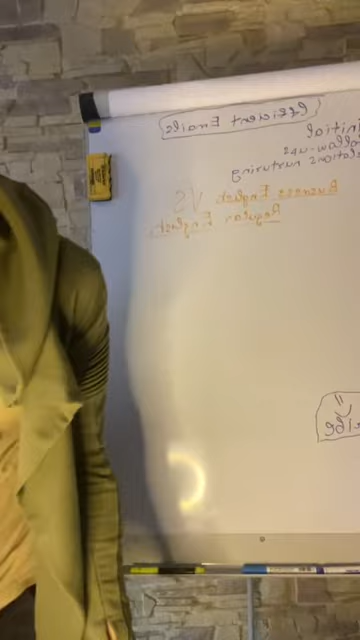 Efficient Emails
initial
follow-ups
relations nurturing
Business English VS
Regular English